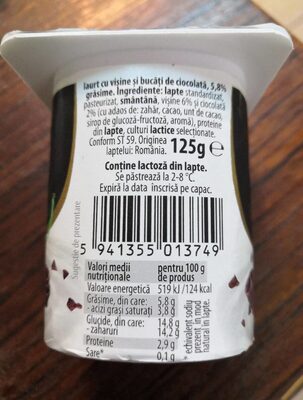 Iaurt cu vișine și bucăți de ciocolată, 5,8%
grăsime. Ingrediente: lapte standardizat,
pasteurizat, smântână, vișine 6% și ciocolată
2% (cu adaos de: zahăr, cacao, unt de cacao,
sirop de glucoză-fructoză, aromă), proteine
din lapte, culturi lactice selecționate.
Conform ST 59. Originea
laptelui: România.
125g e
Conține lactoză din lapte.
Se păstrează la 2-8 °C.
Expiră la data înscrisă pe capac.
Sugestie de prezentare
5 941355 013749
Valori medii nutriționale pentru 100 g de produs
Valoare energetică 519 kJ/124 kcal
Grăsime, din care: 5,8 g
- acizi grași saturați 3,8 g
Glucide, din care: 14,8 g
- zaharuri 14,2 g
Proteine 2,9 g
Sare* 0,1 g
* echivalent sodiu
prezent în mod
natural în lapte.